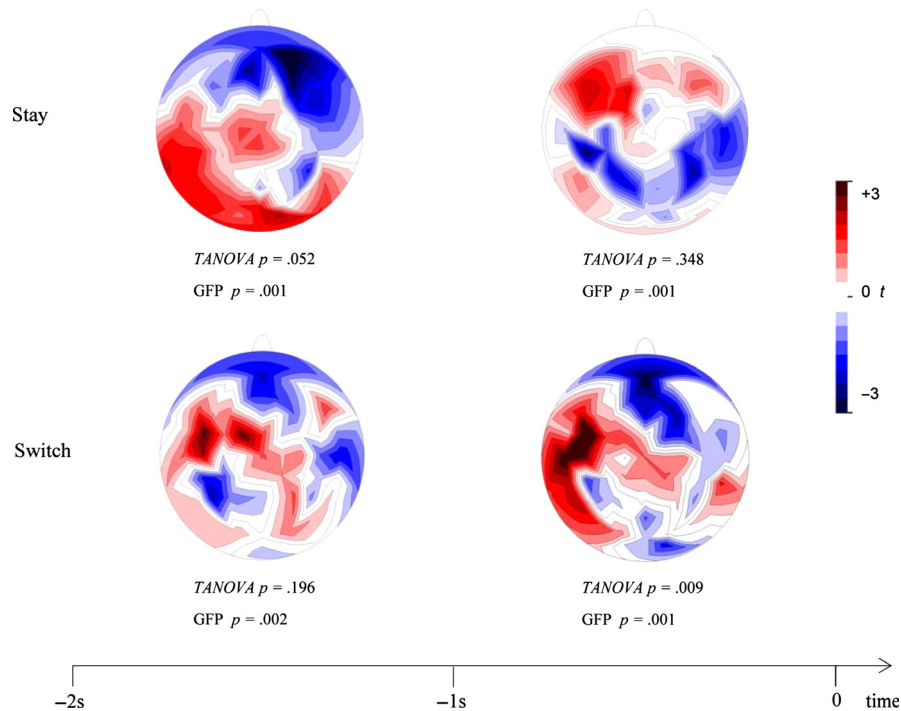 Stay
TANOVA p = .052
GFP p = .001
TANOVA p = .348
GFP p = .001
+3
0 t
−3
Switch
TANOVA p = .196
GFP p = .002
TANOVA p = .009
GFP p = .001
−2s
−1s
0
time